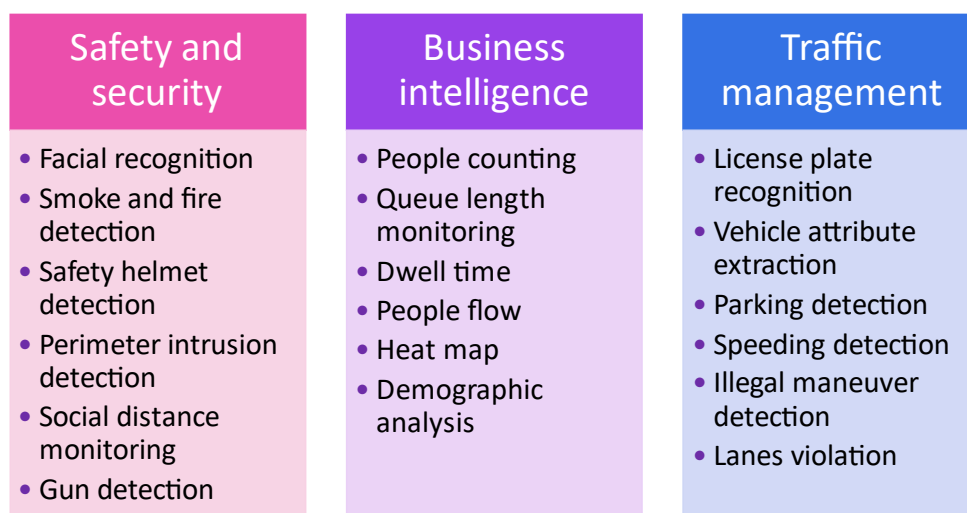 Safety and
security
• Facial recognition
• Smoke and fire
detection
• Safety helmet
detection
• Perimeter intrusion
detection
• Social distance
monitoring
• Gun detection
Business
intelligence
• People counting
• Queue length
monitoring
• Dwell time
• People flow
• Heat map
• Demographic
analysis
Traffic
management
• License plate
recognition
• Vehicle attribute
extraction
• Parking detection
• Speeding detection
• Illegal maneuver
detection
• Lanes violation